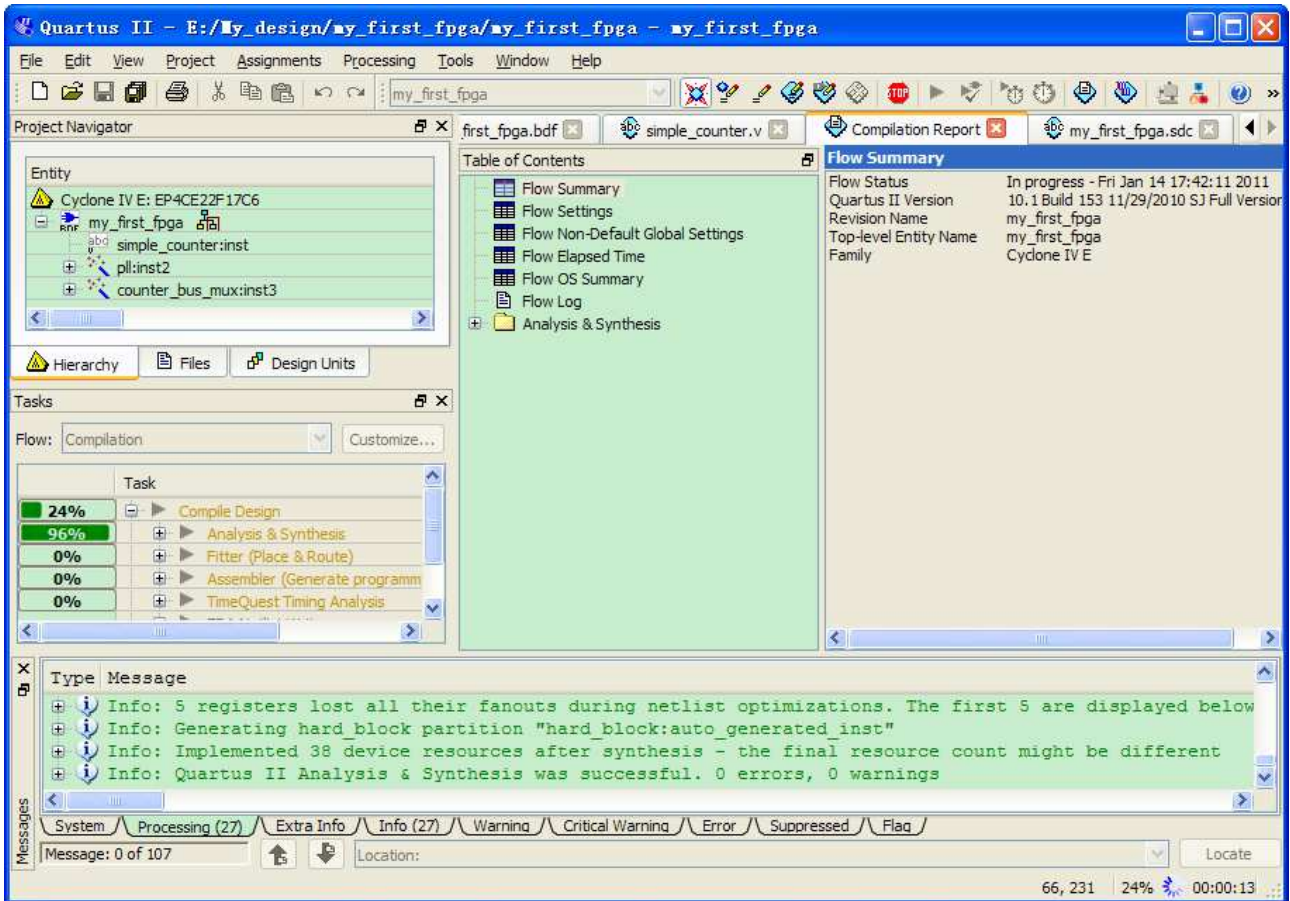 Quartus II - E:/My_design/my_first_fpga/my_first_fpga - my_first_fpga
File Edit View Project Assignments Processing Tools Window Help
my_first_fpga
STOP
Project Navigator
Entity
Cyclone IV E: EP4CE22F17C6
my_first_fpga
simple_counter:inst
pll:inst2
counter_bus_mux:inst3
Hierarchy Files Design Units
Tasks
Flow: Compilation Customize...
Task
24% Compile Design
96% Analysis & Synthesis
0% Fitter (Place & Route)
0% Assembler (Generate programm
0% TimeQuest Timing Analysis
first_fpga.bdf simple_counter.v Compilation Report my_first_fpga.sdc
Table of Contents
Flow Summary
Flow Settings
Flow Non-Default Global Settings
Flow Elapsed Time
Flow OS Summary
Flow Log
Analysis & Synthesis
Flow Summary
Flow Status In progress - Fri Jan 14 17:42:11 2011
Quartus II Version 10.1 Build 153 11/29/2010 SJ Full Version
Revision Name my_first_fpga
Top-level Entity Name my_first_fpga
Family Cyclone IV E
Messages
Type Message
Info: 5 registers lost all their fanouts during netlist optimizations. The first 5 are displayed below
Info: Generating hard_block partition "hard_block:auto_generated_inst"
Info: Implemented 38 device resources after synthesis - the final resource count might be different
Info: Quartus II Analysis & Synthesis was successful. 0 errors, 0 warnings
System Processing (27) Extra Info Info (27) Warning Critical Warning Error Suppressed Flag
Message: 0 of 107 Location: Locate
66, 231 24% 00:00:13